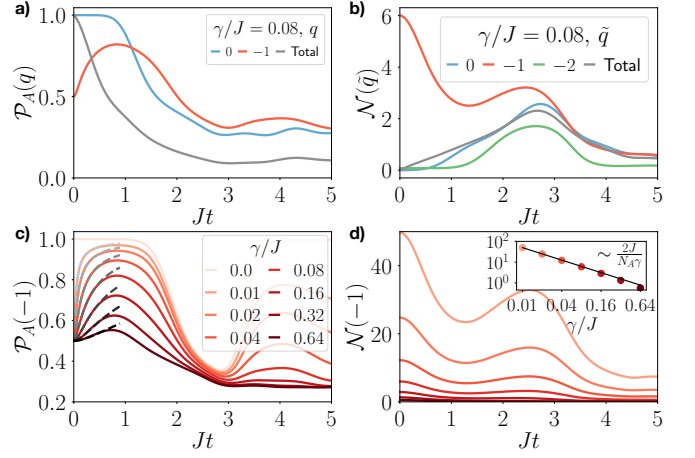 a)
γ/J = 0.08, q
0 −1 Total
1.0
0.5
0.0
P_A(q)
0 1 2 3 4 5
Jt
b)
γ/J = 0.08, q̃
0 −1 −2 Total
6
4
2
0
N(q̃)
0 1 2 3 4 5
Jt
c)
γ/J
0.0 0.08
0.01 0.16
0.02 0.32
0.04 0.64
1.0
0.8
0.6
0.4
0.2
P_A(−1)
0 1 2 3 4 5
Jt
d)
∼ 2J/N_Aγ
10²
10¹
10⁰
0.01 0.04 0.16 0.64
γ/J
40
20
0
N(−1)
0 1 2 3 4 5
Jt